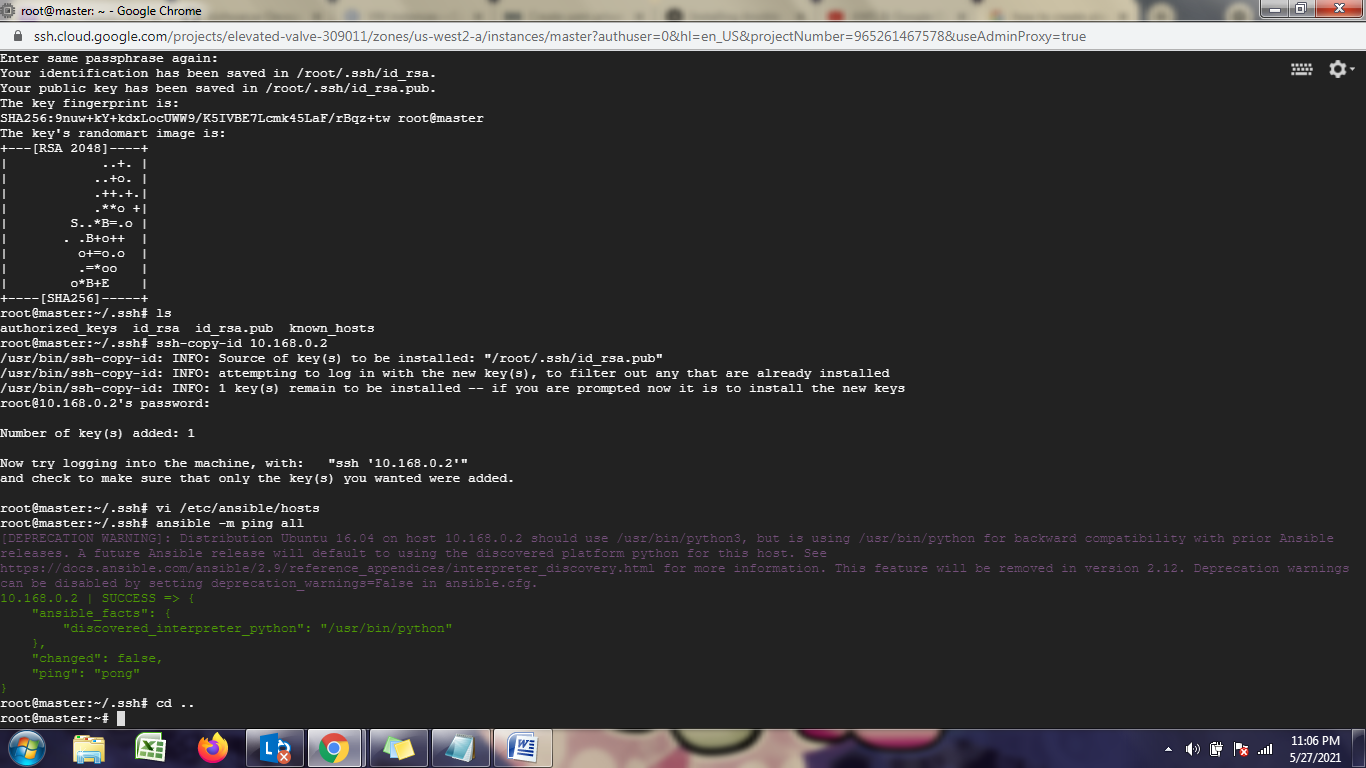 root@master: ~ - Google Chrome
ssh.cloud.google.com/projects/elevated-valve-309011/zones/us-west2-a/instances/master?authuser=0&hl=en_US&projectNumber=965261467578&useAdminProxy=true
Enter same passphrase again:
Your identification has been saved in /root/.ssh/id_rsa.
Your public key has been saved in /root/.ssh/id_rsa.pub.
The key fingerprint is:
SHA256:9nuw+kY+kdxLocUWW9/K5IVBE7Lcmk45LaF/rBqz+tw root@master
The key's randomart image is:
+---[RSA 2048]----+
|            ..+. |
|           ..+o. |
|           .++.+.|
|           .**o +|
|        S..*B=.o |
|       . .B+o++  |
|         o+=o.o  |
|         .=*oo   |
|        o*B+E    |
+----[SHA256]-----+
root@master:~/.ssh# ls
authorized_keys  id_rsa  id_rsa.pub  known_hosts
root@master:~/.ssh# ssh-copy-id 10.168.0.2
/usr/bin/ssh-copy-id: INFO: Source of key(s) to be installed: "/root/.ssh/id_rsa.pub"
/usr/bin/ssh-copy-id: INFO: attempting to log in with the new key(s), to filter out any that are already installed
/usr/bin/ssh-copy-id: INFO: 1 key(s) remain to be installed -- if you are prompted now it is to install the new keys
root@10.168.0.2's password:
Number of key(s) added: 1
Now try logging into the machine, with:   "ssh '10.168.0.2'"
and check to make sure that only the key(s) you wanted were added.
root@master:~/.ssh# vi /etc/ansible/hosts
root@master:~/.ssh# ansible -m ping all
[DEPRECATION WARNING]: Distribution Ubuntu 16.04 on host 10.168.0.2 should use /usr/bin/python3, but is using /usr/bin/python for backward compatibility with prior Ansible
releases. A future Ansible release will default to using the discovered platform python for this host. See
https://docs.ansible.com/ansible/2.9/reference_appendices/interpreter_discovery.html for more information. This feature will be removed in version 2.12. Deprecation warnings
can be disabled by setting deprecation_warnings=False in ansible.cfg.
10.168.0.2 | SUCCESS => {
    "ansible_facts": {
        "discovered_interpreter_python": "/usr/bin/python"
    },
    "changed": false,
    "ping": "pong"
}
root@master:~/.ssh# cd ..
root@master:~#
11:06 PM
5/27/2021